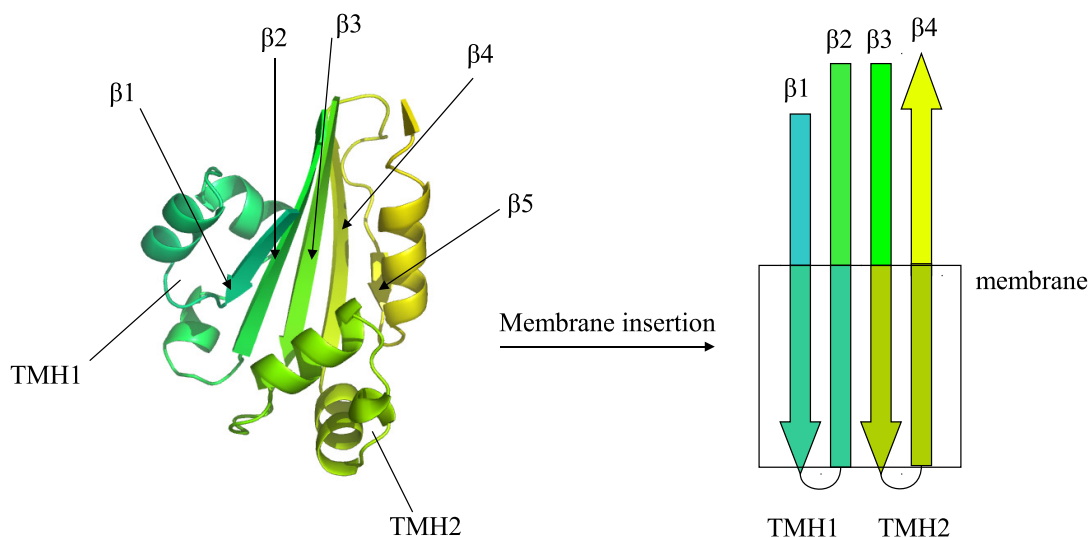 β1
β2
β3
β4
β5
TMH1
TMH2
Membrane insertion
β1
β2
β3
β4
membrane
TMH1
TMH2